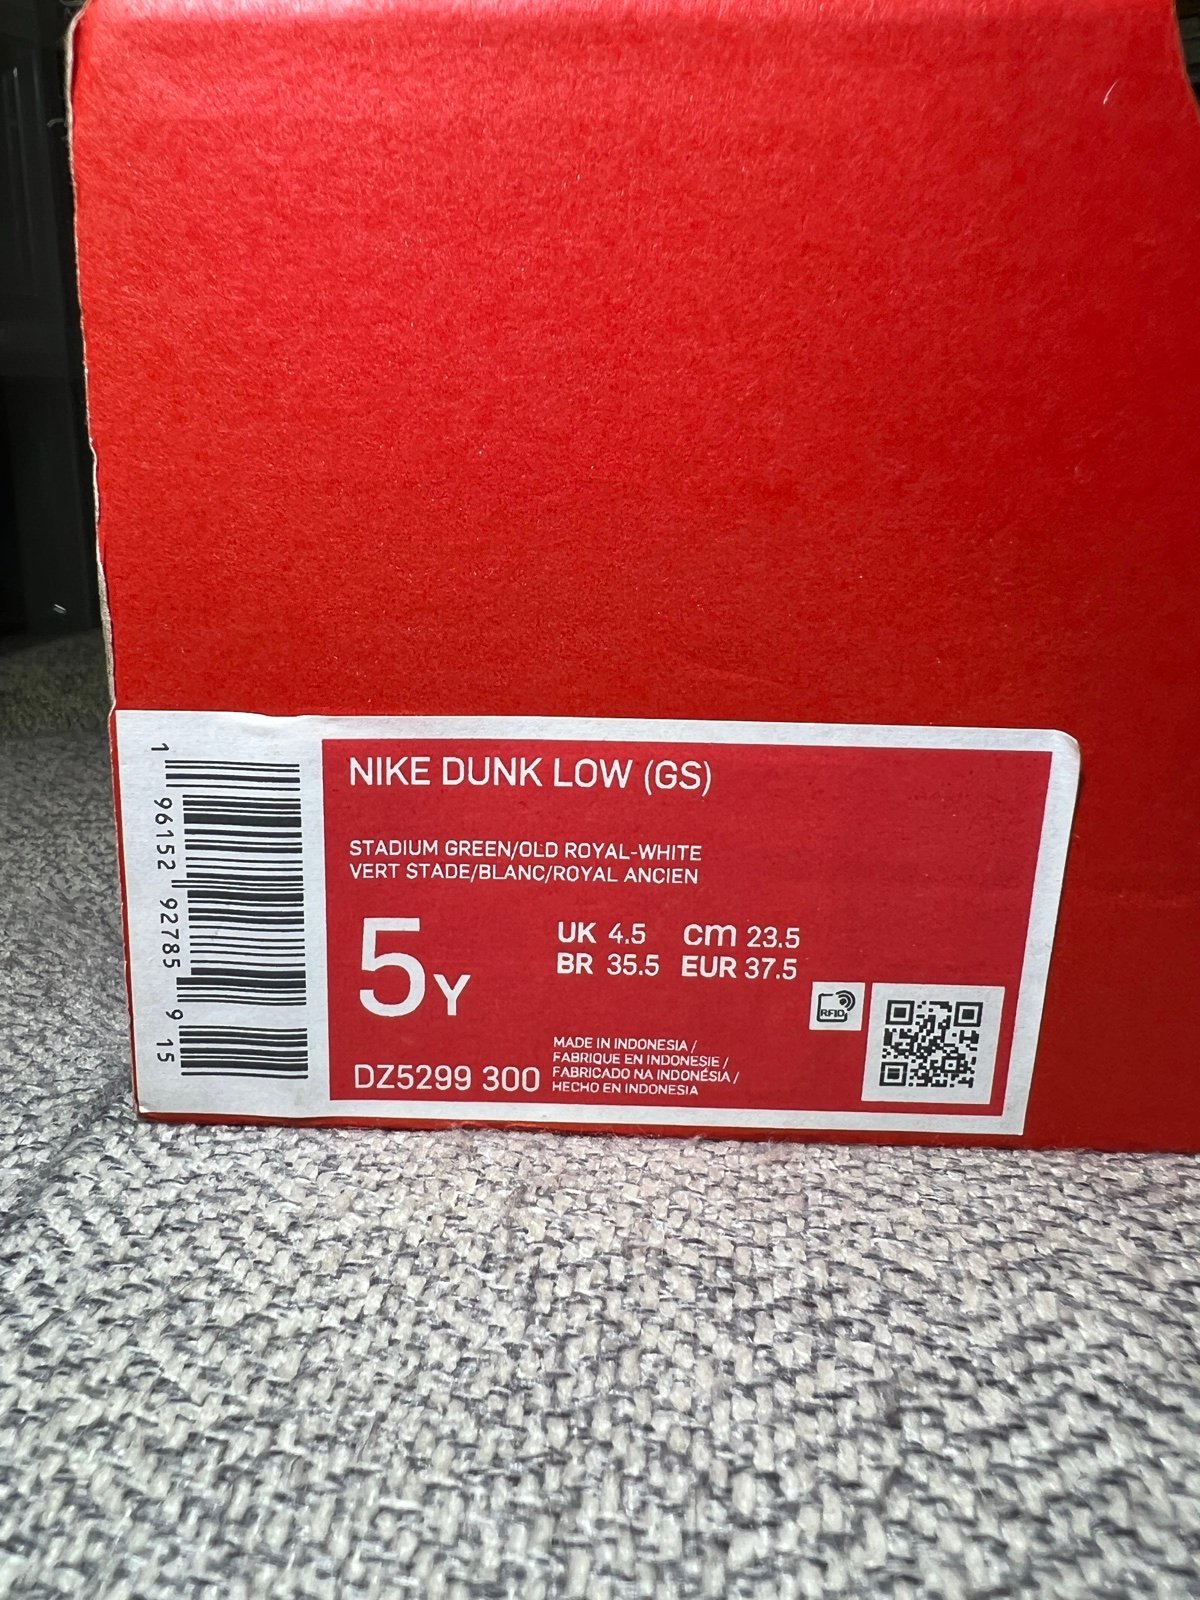 1 96152 92785 9 15
NIKE DUNK LOW (GS)
STADIUM GREEN/OLD ROYAL-WHITE
VERT STADE/BLANC/ROYAL ANCIEN
5Y
UK 4.5 cm 23.5
BR 35.5 EUR 37.5
RFID
DZ5299 300
MADE IN INDONESIA /
FABRIQUE EN INDONESIE /
FABRICADO NA INDONÉSIA /
HECHO EN INDONESIA